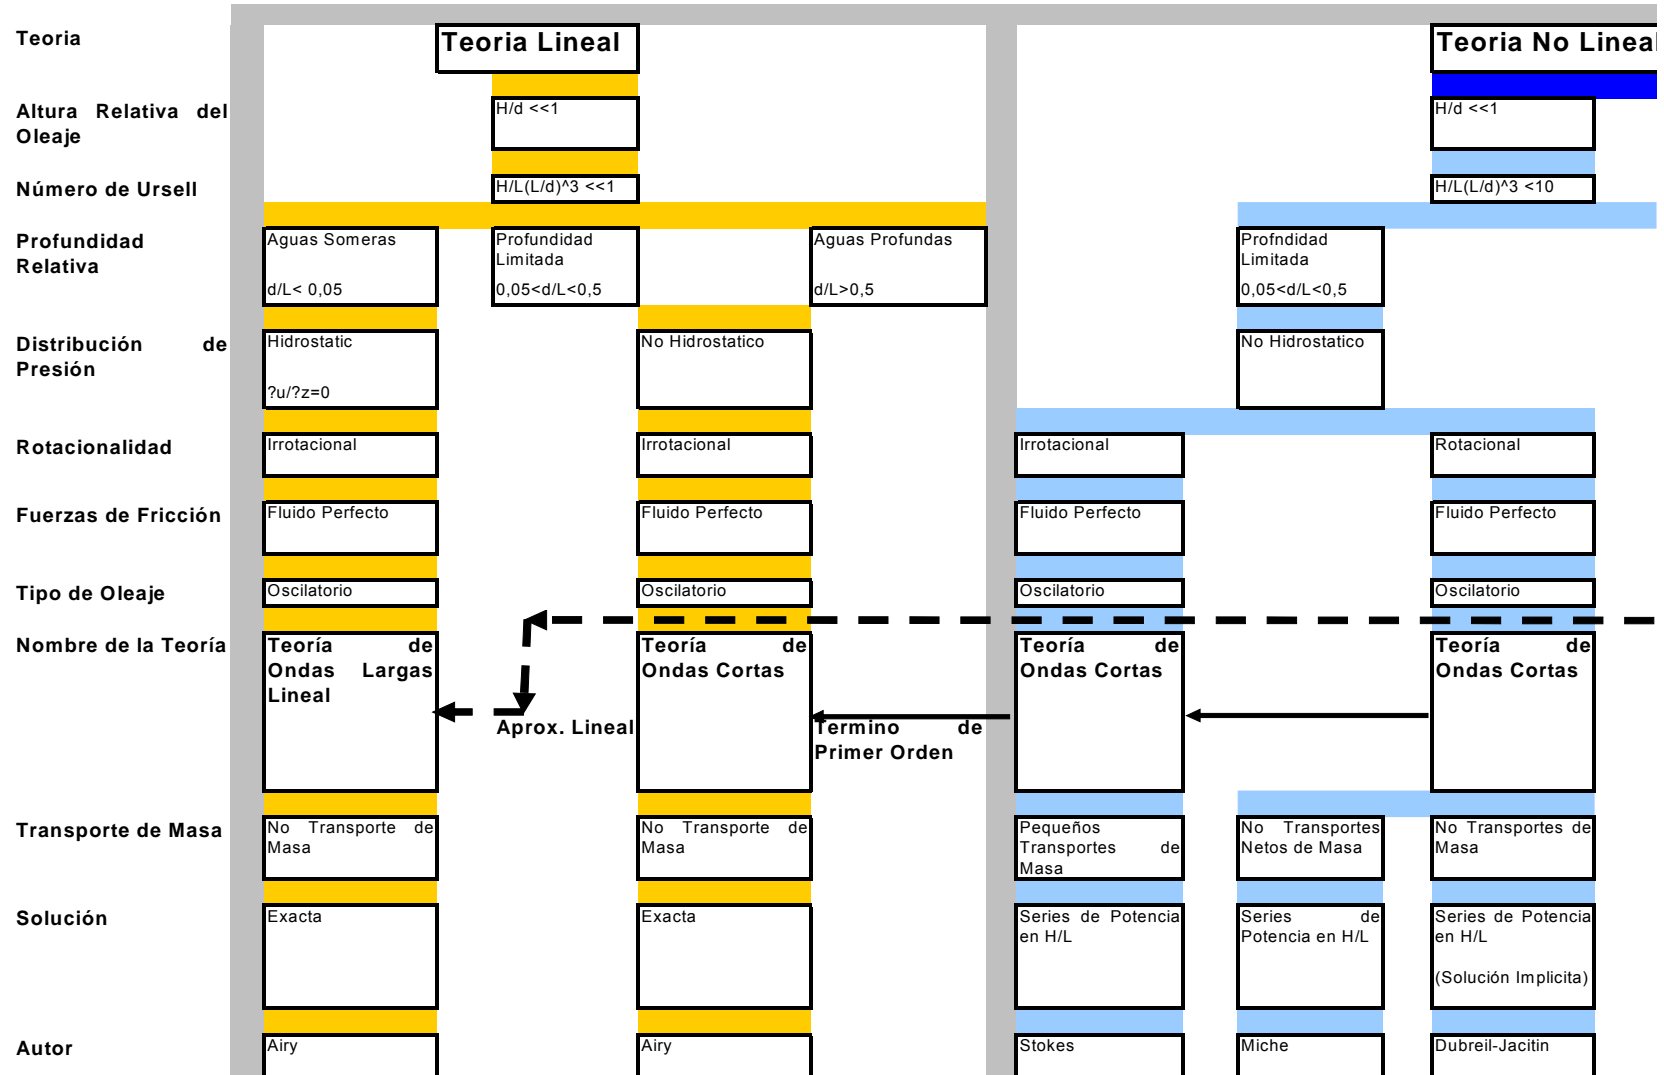 Teoria
Teoria Lineal
Teoria No Lineal
Altura Relativa del
Oleaje
H/d <<1
H/d <<1
Número de Ursell
H/L(L/d)^3 <<1
H/L(L/d)^3 <10
Profundidad
Relativa
Aguas Someras
d/L< 0,05
Profundidad
Limitada
0,05<d/L<0,5
Aguas Profundas
d/L>0,5
Profndidad
Limitada
0,05<d/L<0,5
Distribución de
Presión
Hidrostatic
?u/?z=0
No Hidrostatico
No Hidrostatico
Rotacionalidad
Irrotacional
Irrotacional
Irrotacional
Rotacional
Fuerzas de Fricción
Fluido Perfecto
Fluido Perfecto
Fluido Perfecto
Fluido Perfecto
Tipo de Oleaje
Oscilatorio
Oscilatorio
Oscilatorio
Oscilatorio
Nombre de la Teoría
Teoría de
Ondas Largas
Lineal
Aprox. Lineal
Teoría de
Ondas Cortas
Termino de
Primer Orden
Teoría de
Ondas Cortas
Teoría de
Ondas Cortas
Transporte de Masa
No Transporte de
Masa
No Transporte de
Masa
Pequeños
Transportes de
Masa
No Transportes
Netos de Masa
No Transportes de
Masa
Solución
Exacta
Exacta
Series de Potencia
en H/L
Series de
Potencia en H/L
Series de Potencia
en H/L
(Solución Implicita)
Autor
Airy
Airy
Stokes
Miche
Dubreil-Jacitin